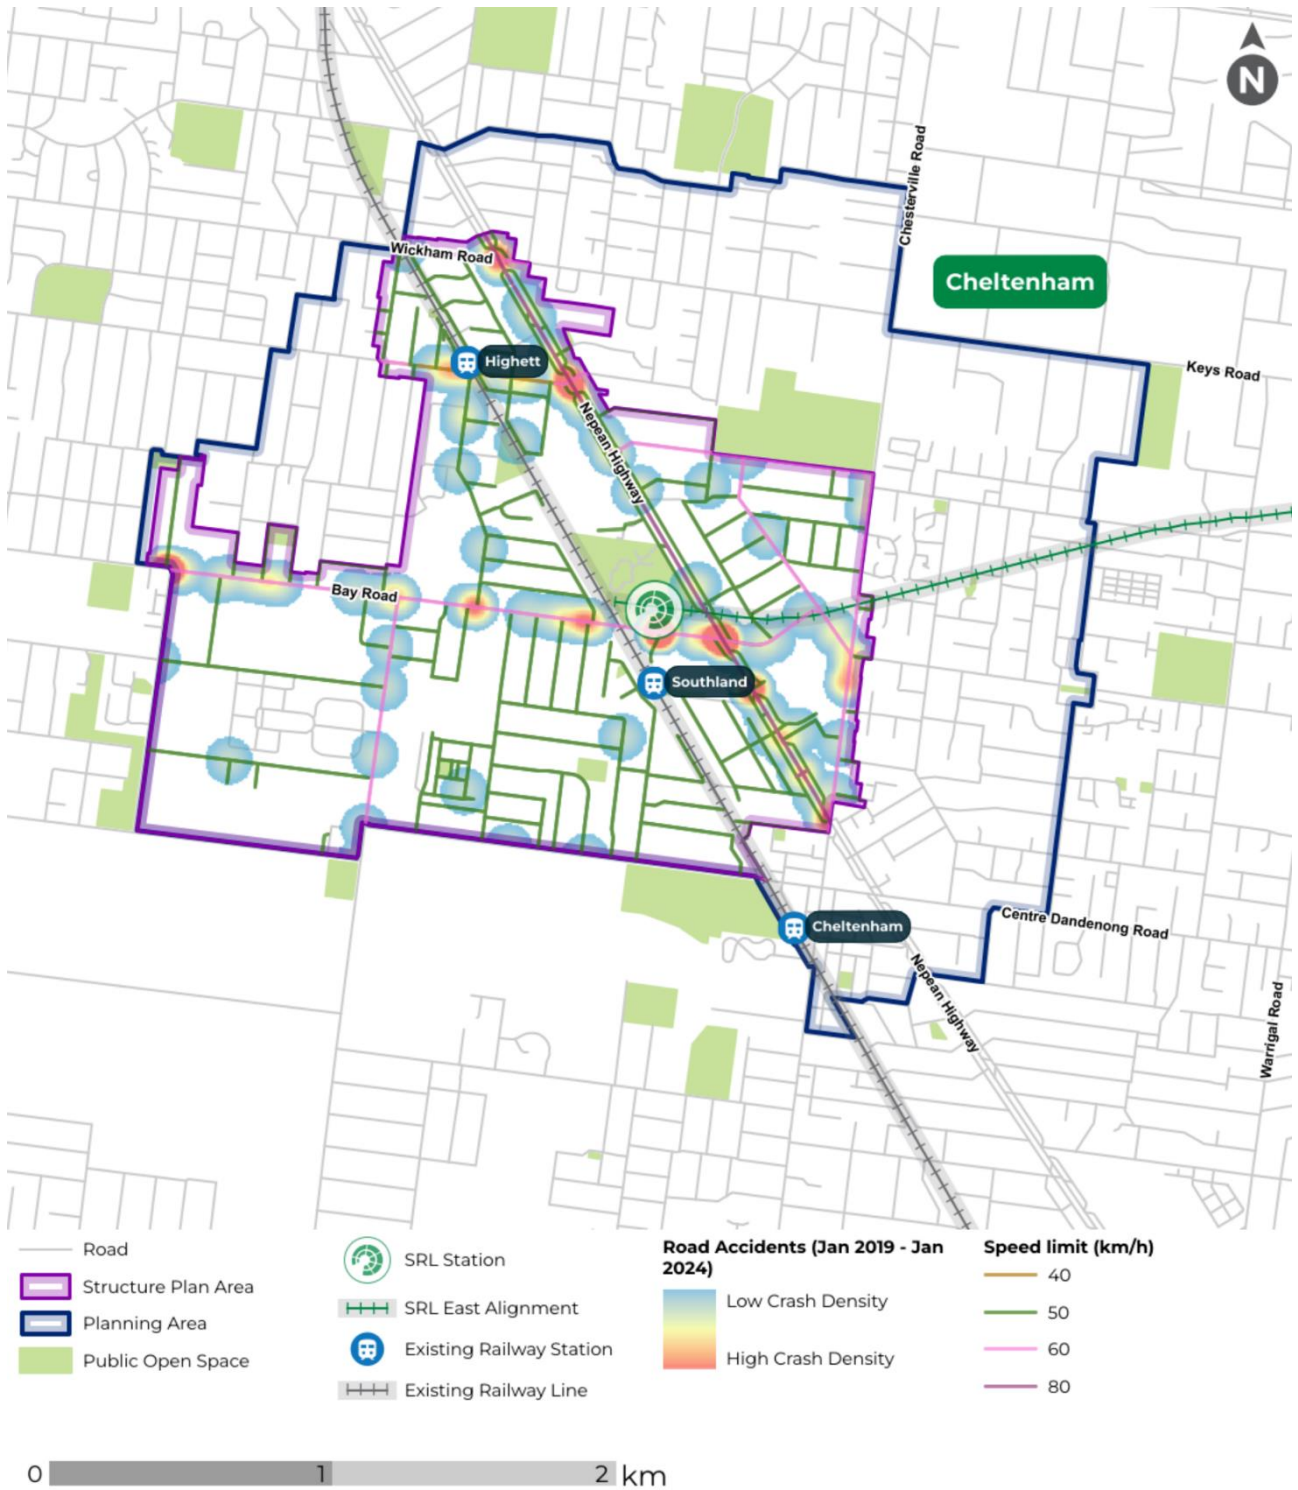 N
Chesterville Road
Wickham Road
Cheltenham
Highett
Keys Road
Nepean Highway
Bay Road
Southland
Cheltenham
Centre Dandenong Road
Nepean Highway
Warrigal Road
Road
Structure Plan Area
Planning Area
Public Open Space
SRL Station
SRL East Alignment
Existing Railway Station
Existing Railway Line
Road Accidents (Jan 2019 - Jan
2024)
Low Crash Density
High Crash Density
Speed limit (km/h)
40
50
60
80
0 1 2 km